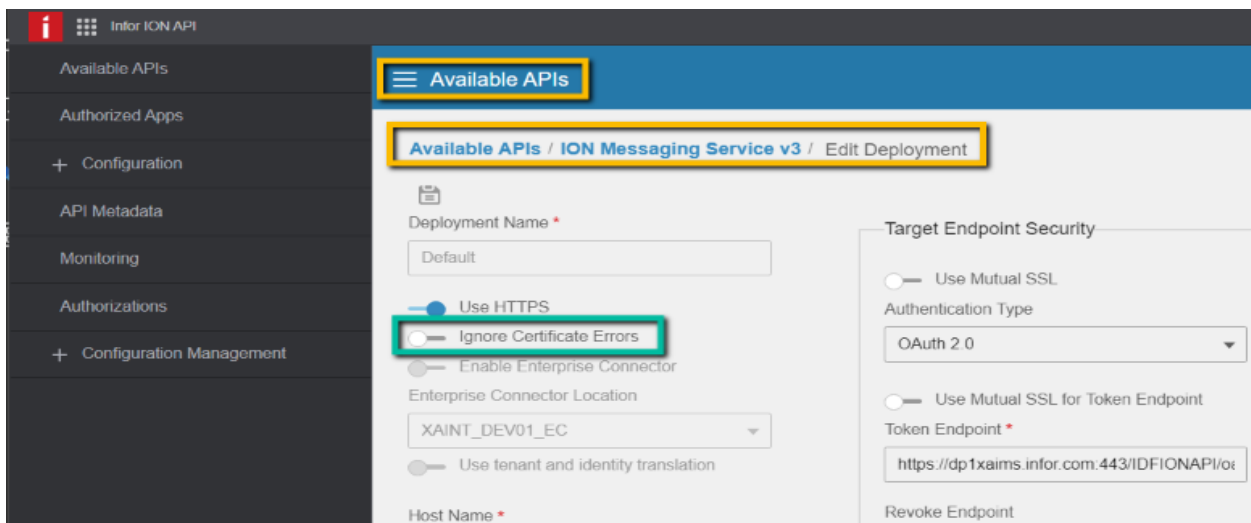 Infor ION API
Available APIs
Authorized Apps
+ Configuration
API Metadata
Monitoring
Authorizations
+ Configuration Management
Available APIs
Available APIs / ION Messaging Service v3 / Edit Deployment
Deployment Name *
Default
Use HTTPS
Ignore Certificate Errors
Enable Enterprise Connector
Enterprise Connector Location
XAINT_DEV01_EC
Use tenant and identity translation
Host Name *
Target Endpoint Security
Use Mutual SSL
Authentication Type
OAuth 2.0
Use Mutual SSL for Token Endpoint
Token Endpoint *
https://dp1xaims.infor.com:443/IDFIONAPI/oa
Revoke Endpoint